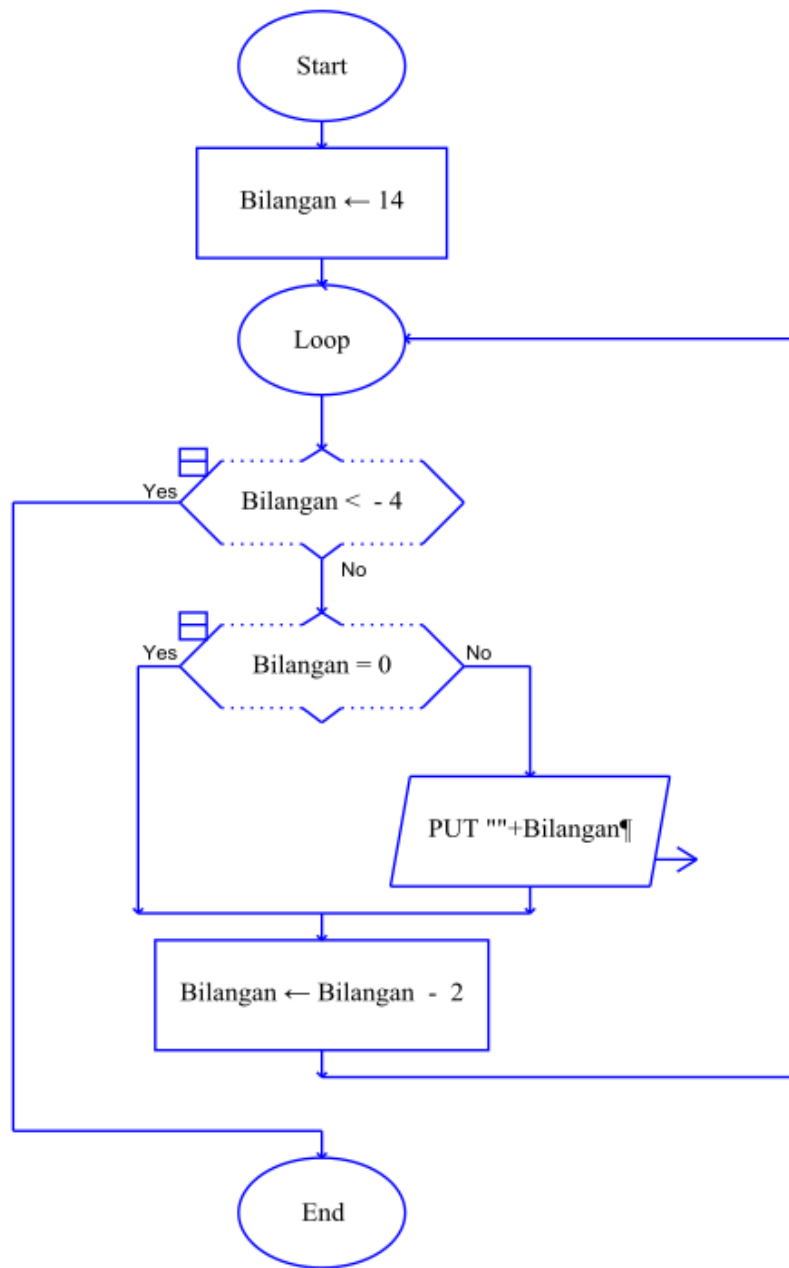 Start
Bilangan ← 14
Loop
Yes
Bilangan < - 4
No
Yes
Bilangan = 0
No
PUT ""+Bilangan¶
Bilangan ← Bilangan - 2
End